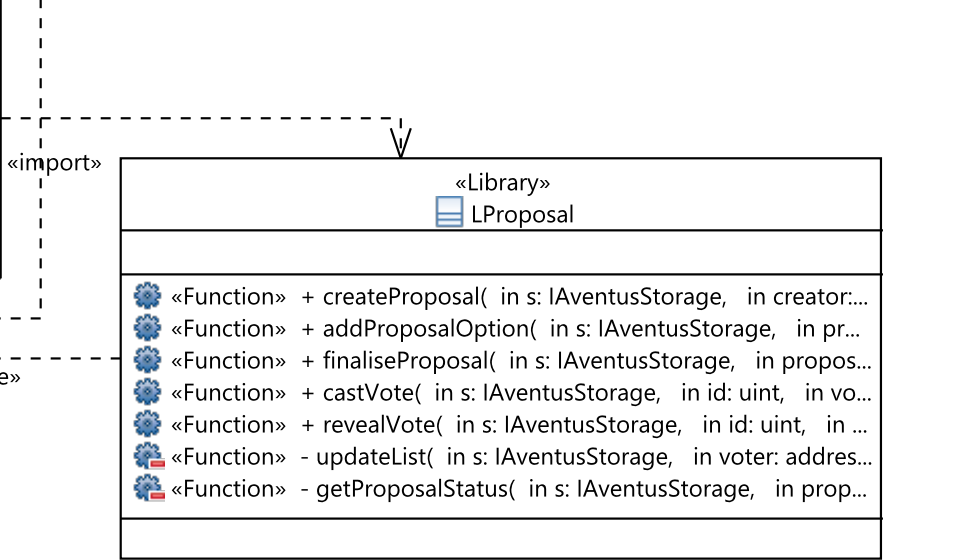 «import»
«Library»
LProposal
«Function» + createProposal( in s: IAventusStorage, in creator:...
«Function» + addProposalOption( in s: IAventusStorage, in pr...
«Function» + finaliseProposal( in s: IAventusStorage, in propos...
«Function» + castVote( in s: IAventusStorage, in id: uint, in vo...
«Function» + revealVote( in s: IAventusStorage, in id: uint, in ...
e»
«Function» - updateList( in s: IAventusStorage, in voter: addres...
«Function» - getProposalStatus( in s: IAventusStorage, in prop...